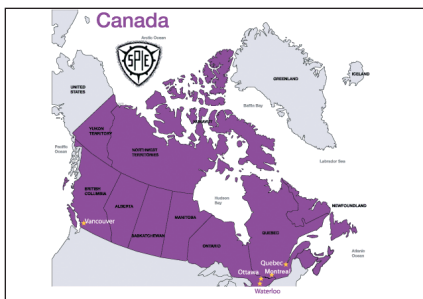 Canada
Arctic Ocean
SPIE
GREENLAND
ICELAND
UNITED
STATES
Baffin Bay
YUKON
TERRITORY
NUNAVUT
Pacific
Ocean
NORTHWEST
TERRITORIES
Labrador Sea
BRITISH
COLUMBIA
Hudson
Bay
NEWFOUNDLAND
ALBERTA
MANITOBA
Vancouver
SASKATCHEWAN
QUEBEC
ONTARIO
Atlantic
Ocean
Quebec
Ottawa
Montreal
Waterloo